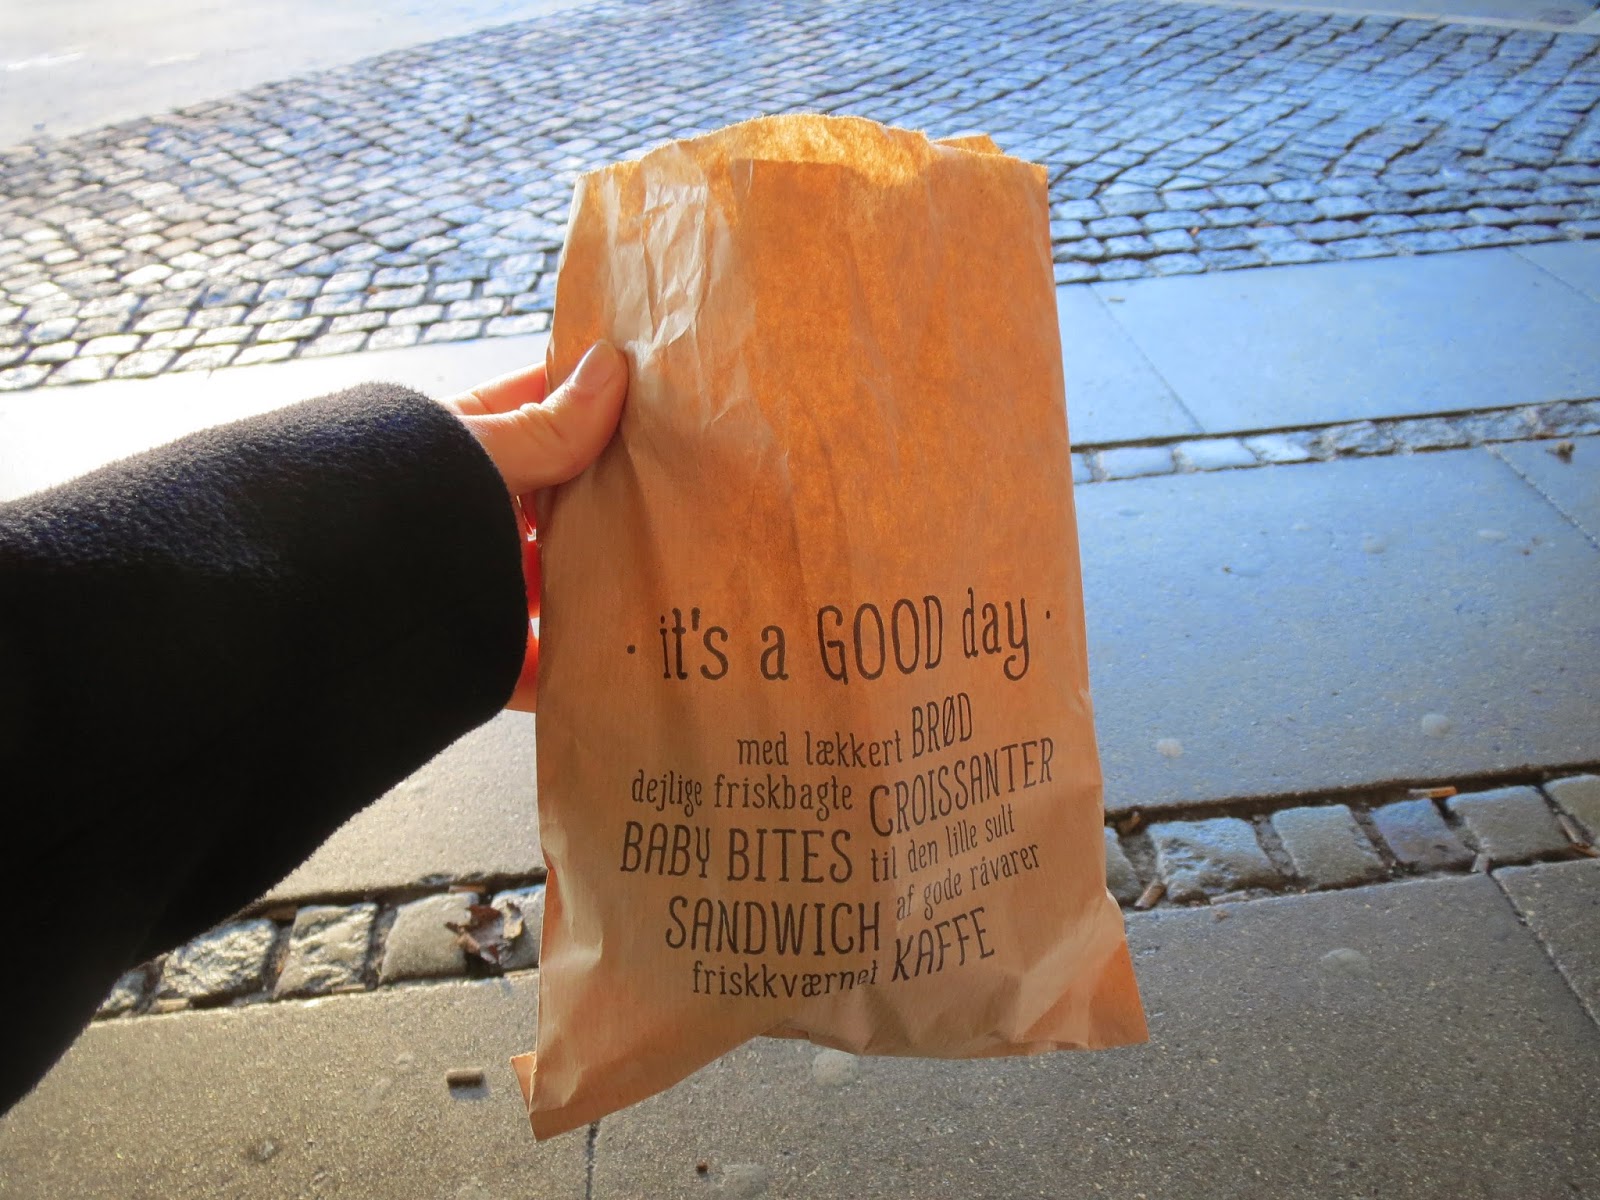 · it's a GOOD day ·
med lækkert BRØD
dejlige friskbagte CROISSANTER
BABY BITES til den lille sult
SANDWICH af gode råvarer
friskkværnet KAFFE